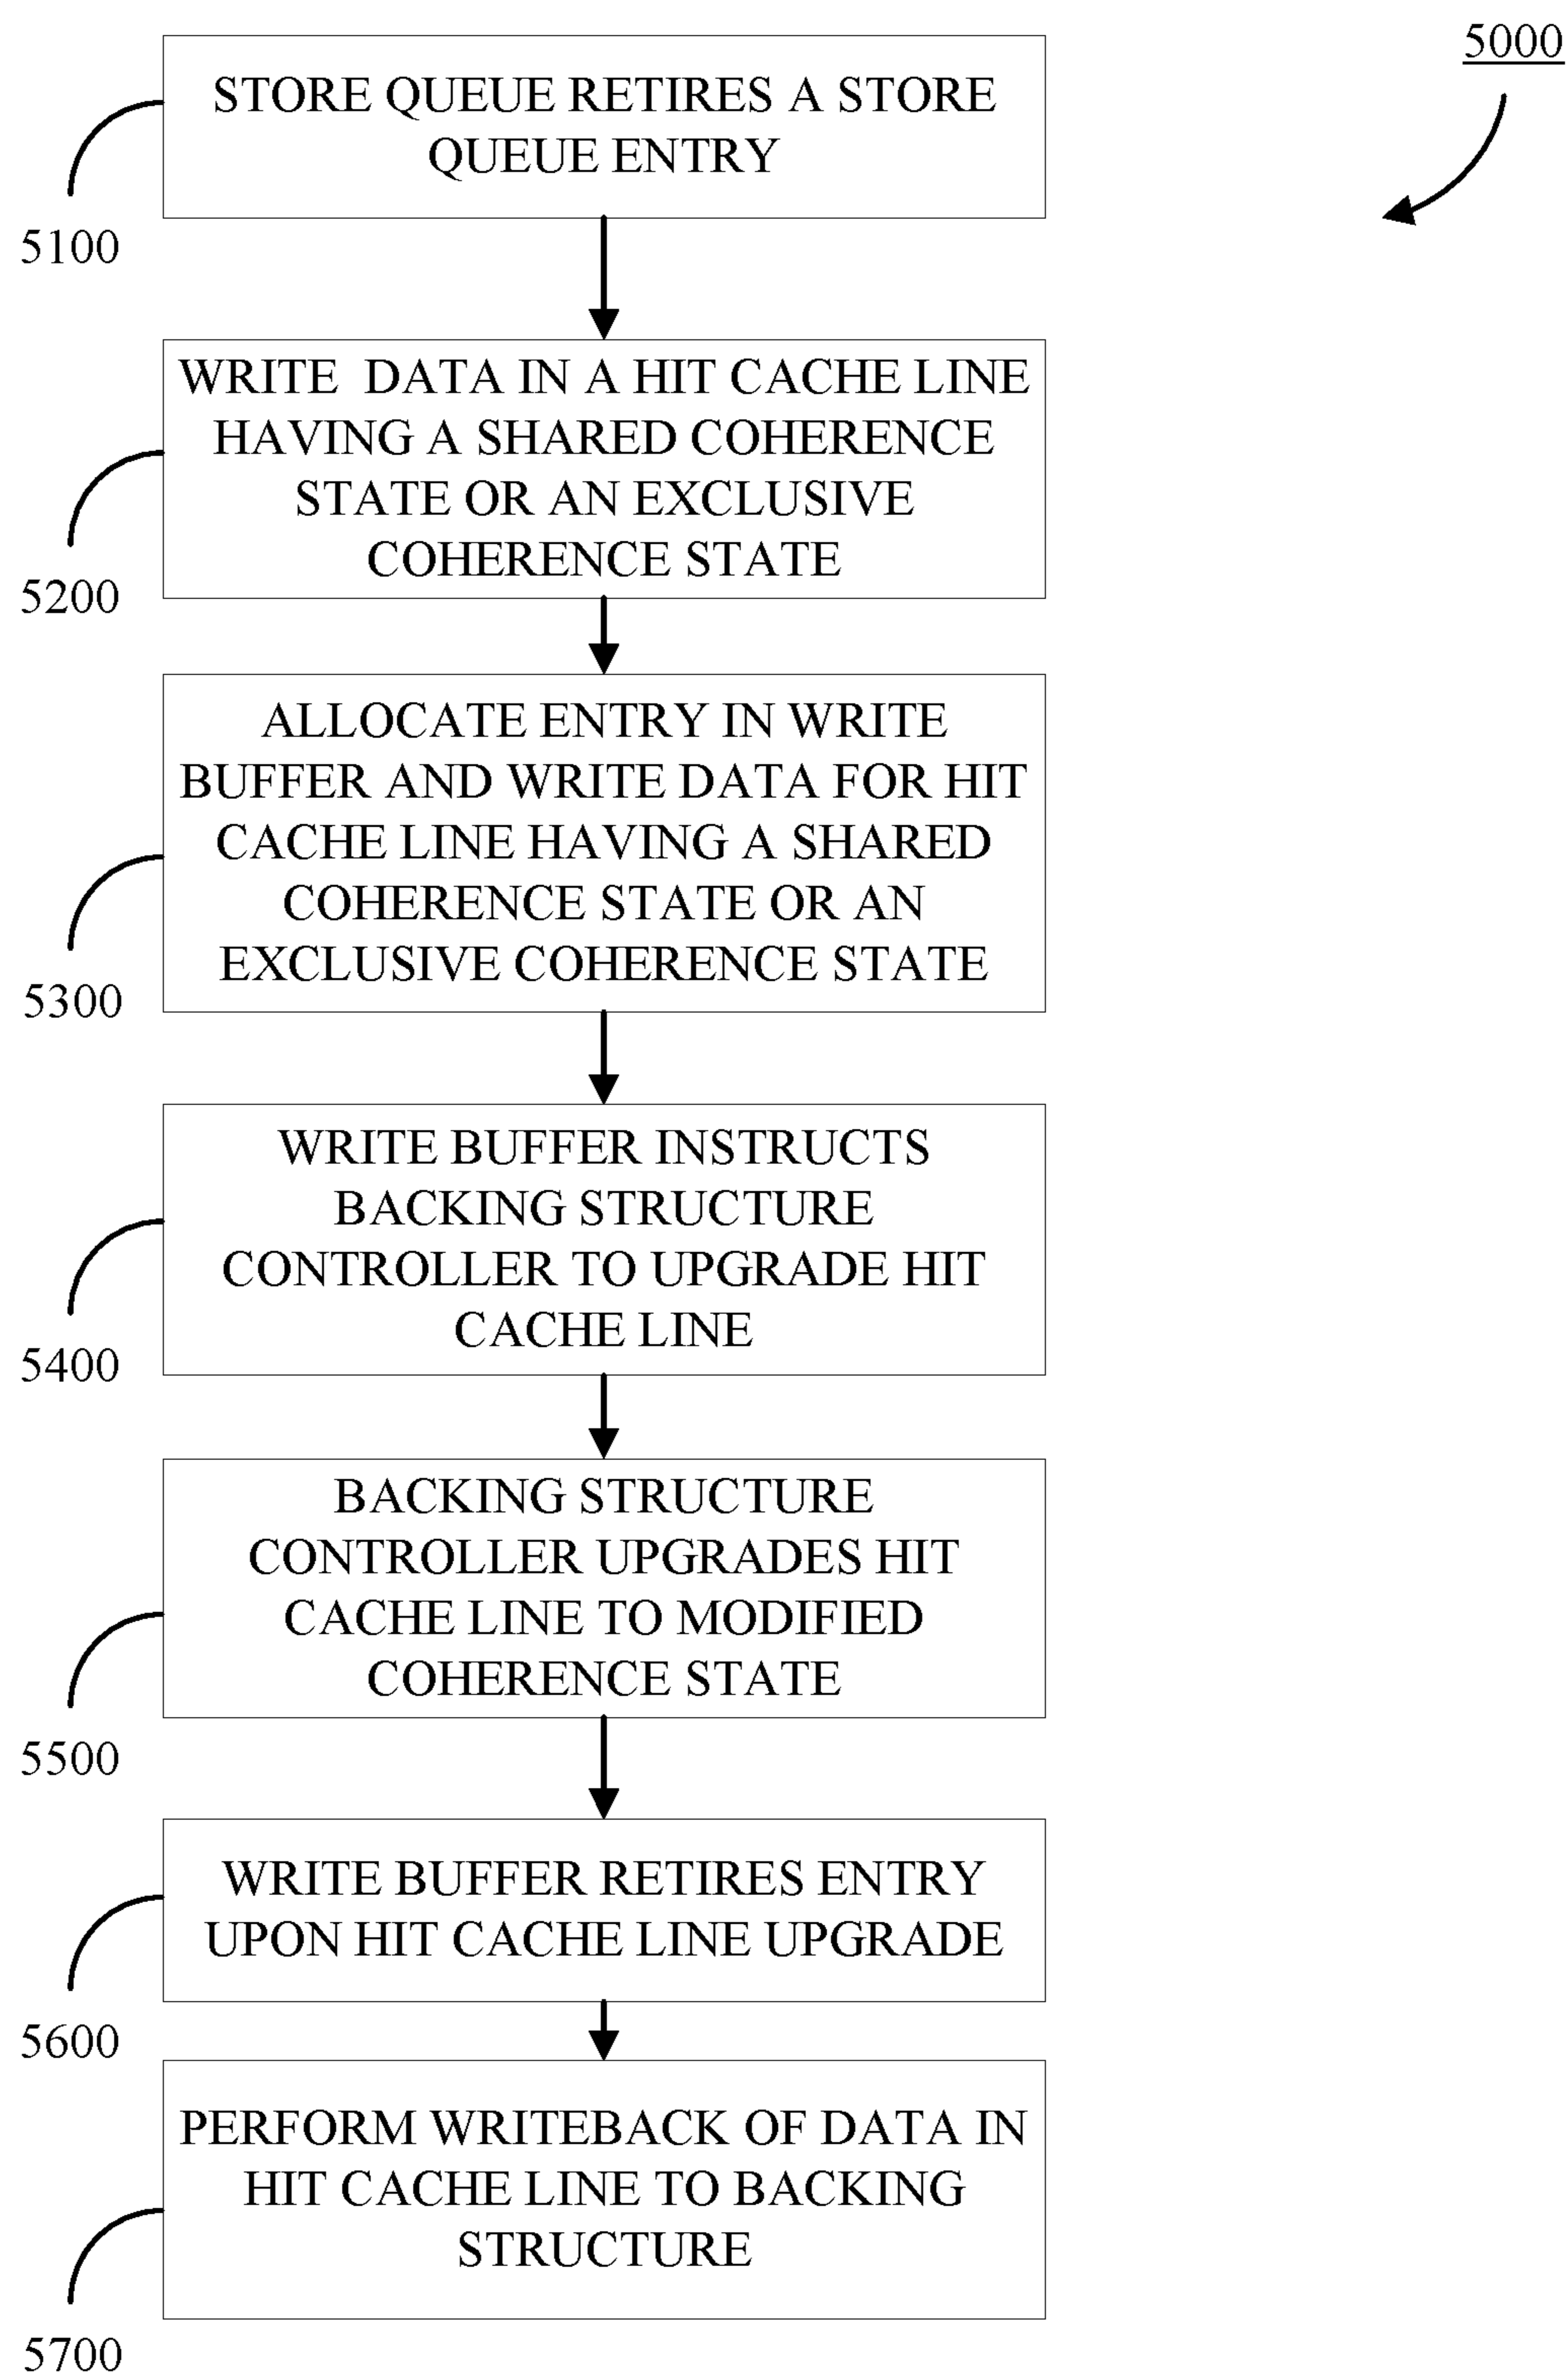 5000
STORE QUEUE RETIRES A STORE
QUEUE ENTRY
5100
WRITE DATA IN A HIT CACHE LINE
HAVING A SHARED COHERENCE
STATE OR AN EXCLUSIVE
COHERENCE STATE
5200
ALLOCATE ENTRY IN WRITE
BUFFER AND WRITE DATA FOR HIT
CACHE LINE HAVING A SHARED
COHERENCE STATE OR AN
EXCLUSIVE COHERENCE STATE
5300
WRITE BUFFER INSTRUCTS
BACKING STRUCTURE
CONTROLLER TO UPGRADE HIT
CACHE LINE
5400
BACKING STRUCTURE
CONTROLLER UPGRADES HIT
CACHE LINE TO MODIFIED
COHERENCE STATE
5500
WRITE BUFFER RETIRES ENTRY
UPON HIT CACHE LINE UPGRADE
5600
PERFORM WRITEBACK OF DATA IN
HIT CACHE LINE TO BACKING
STRUCTURE
5700